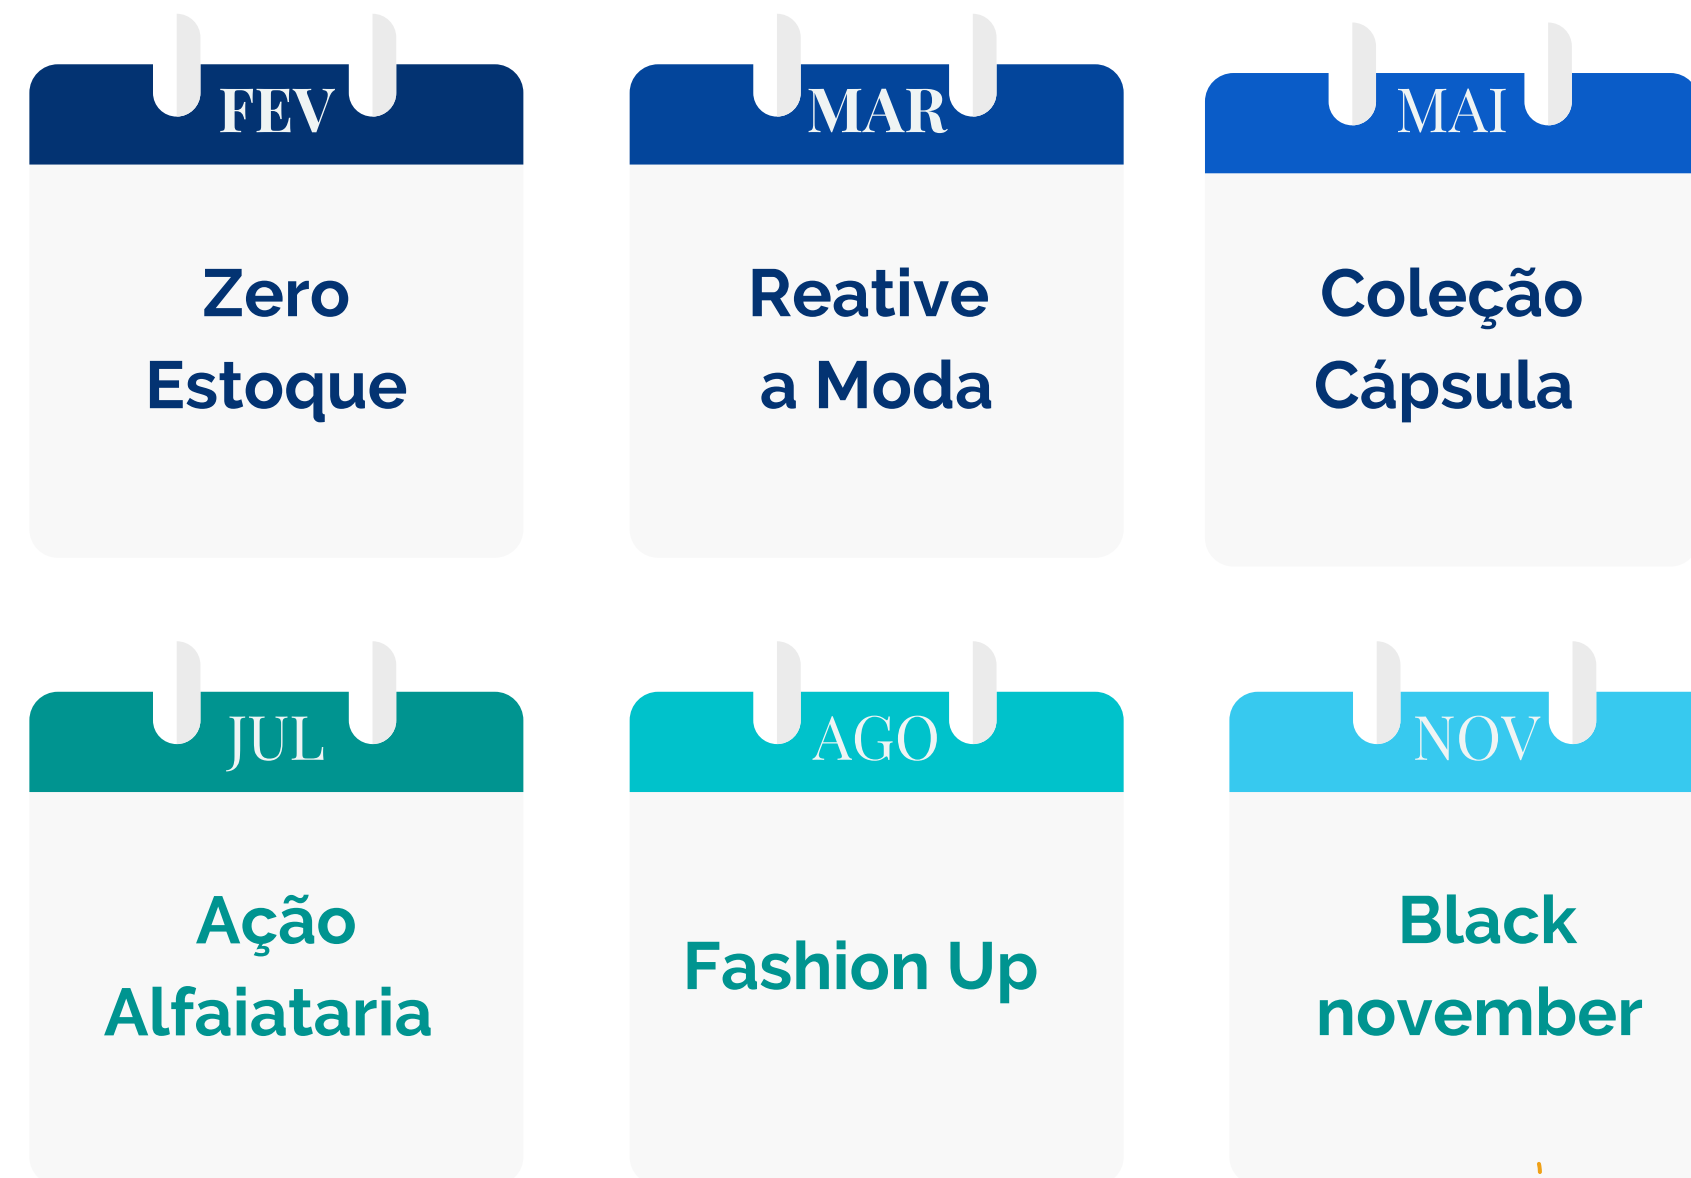 FEV
Zero
Estoque
MAR
Reative
a Moda
MAI
Coleção
Cápsula
JUL
Ação
Alfaiataria
AGO
Fashion Up
NOV
Black
november